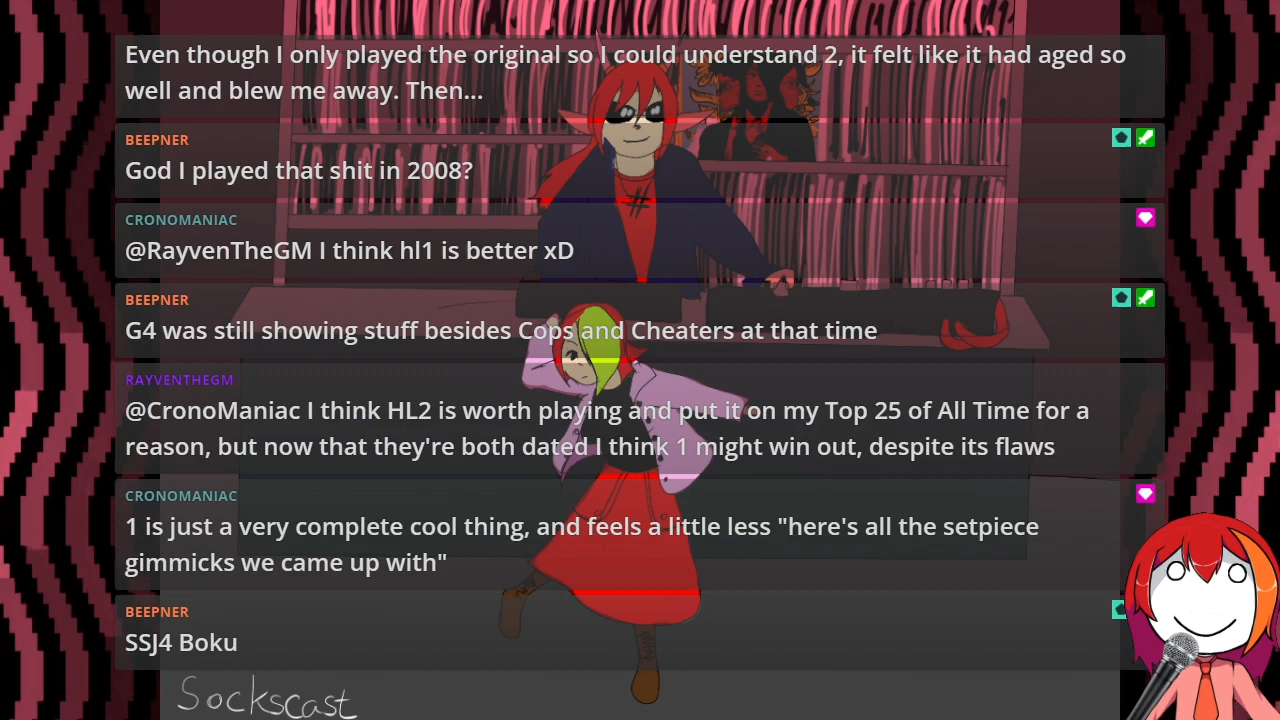 Even though I only played the original so I could understand 2, it felt like it had aged so
well and blew me away. Then...
BEEPNER
God I played that shit in 2008?
CRONOMANIAC
@RayvenTheGM I think hl1 is better xD
BEEPNER
G4 was still showing stuff besides Cops and Cheaters at that time
RAYVENTHEGM
@CronoManiac I think HL2 is worth playing and put it on my Top 25 of All Time for a
reason, but now that they're both dated I think 1 might win out, despite its flaws
CRONOMANIAC
1 is just a very complete cool thing, and feels a little less "here's all the setpiece
gimmicks we came up with"
BEEPNER
SSJ4 Boku
Sockscast